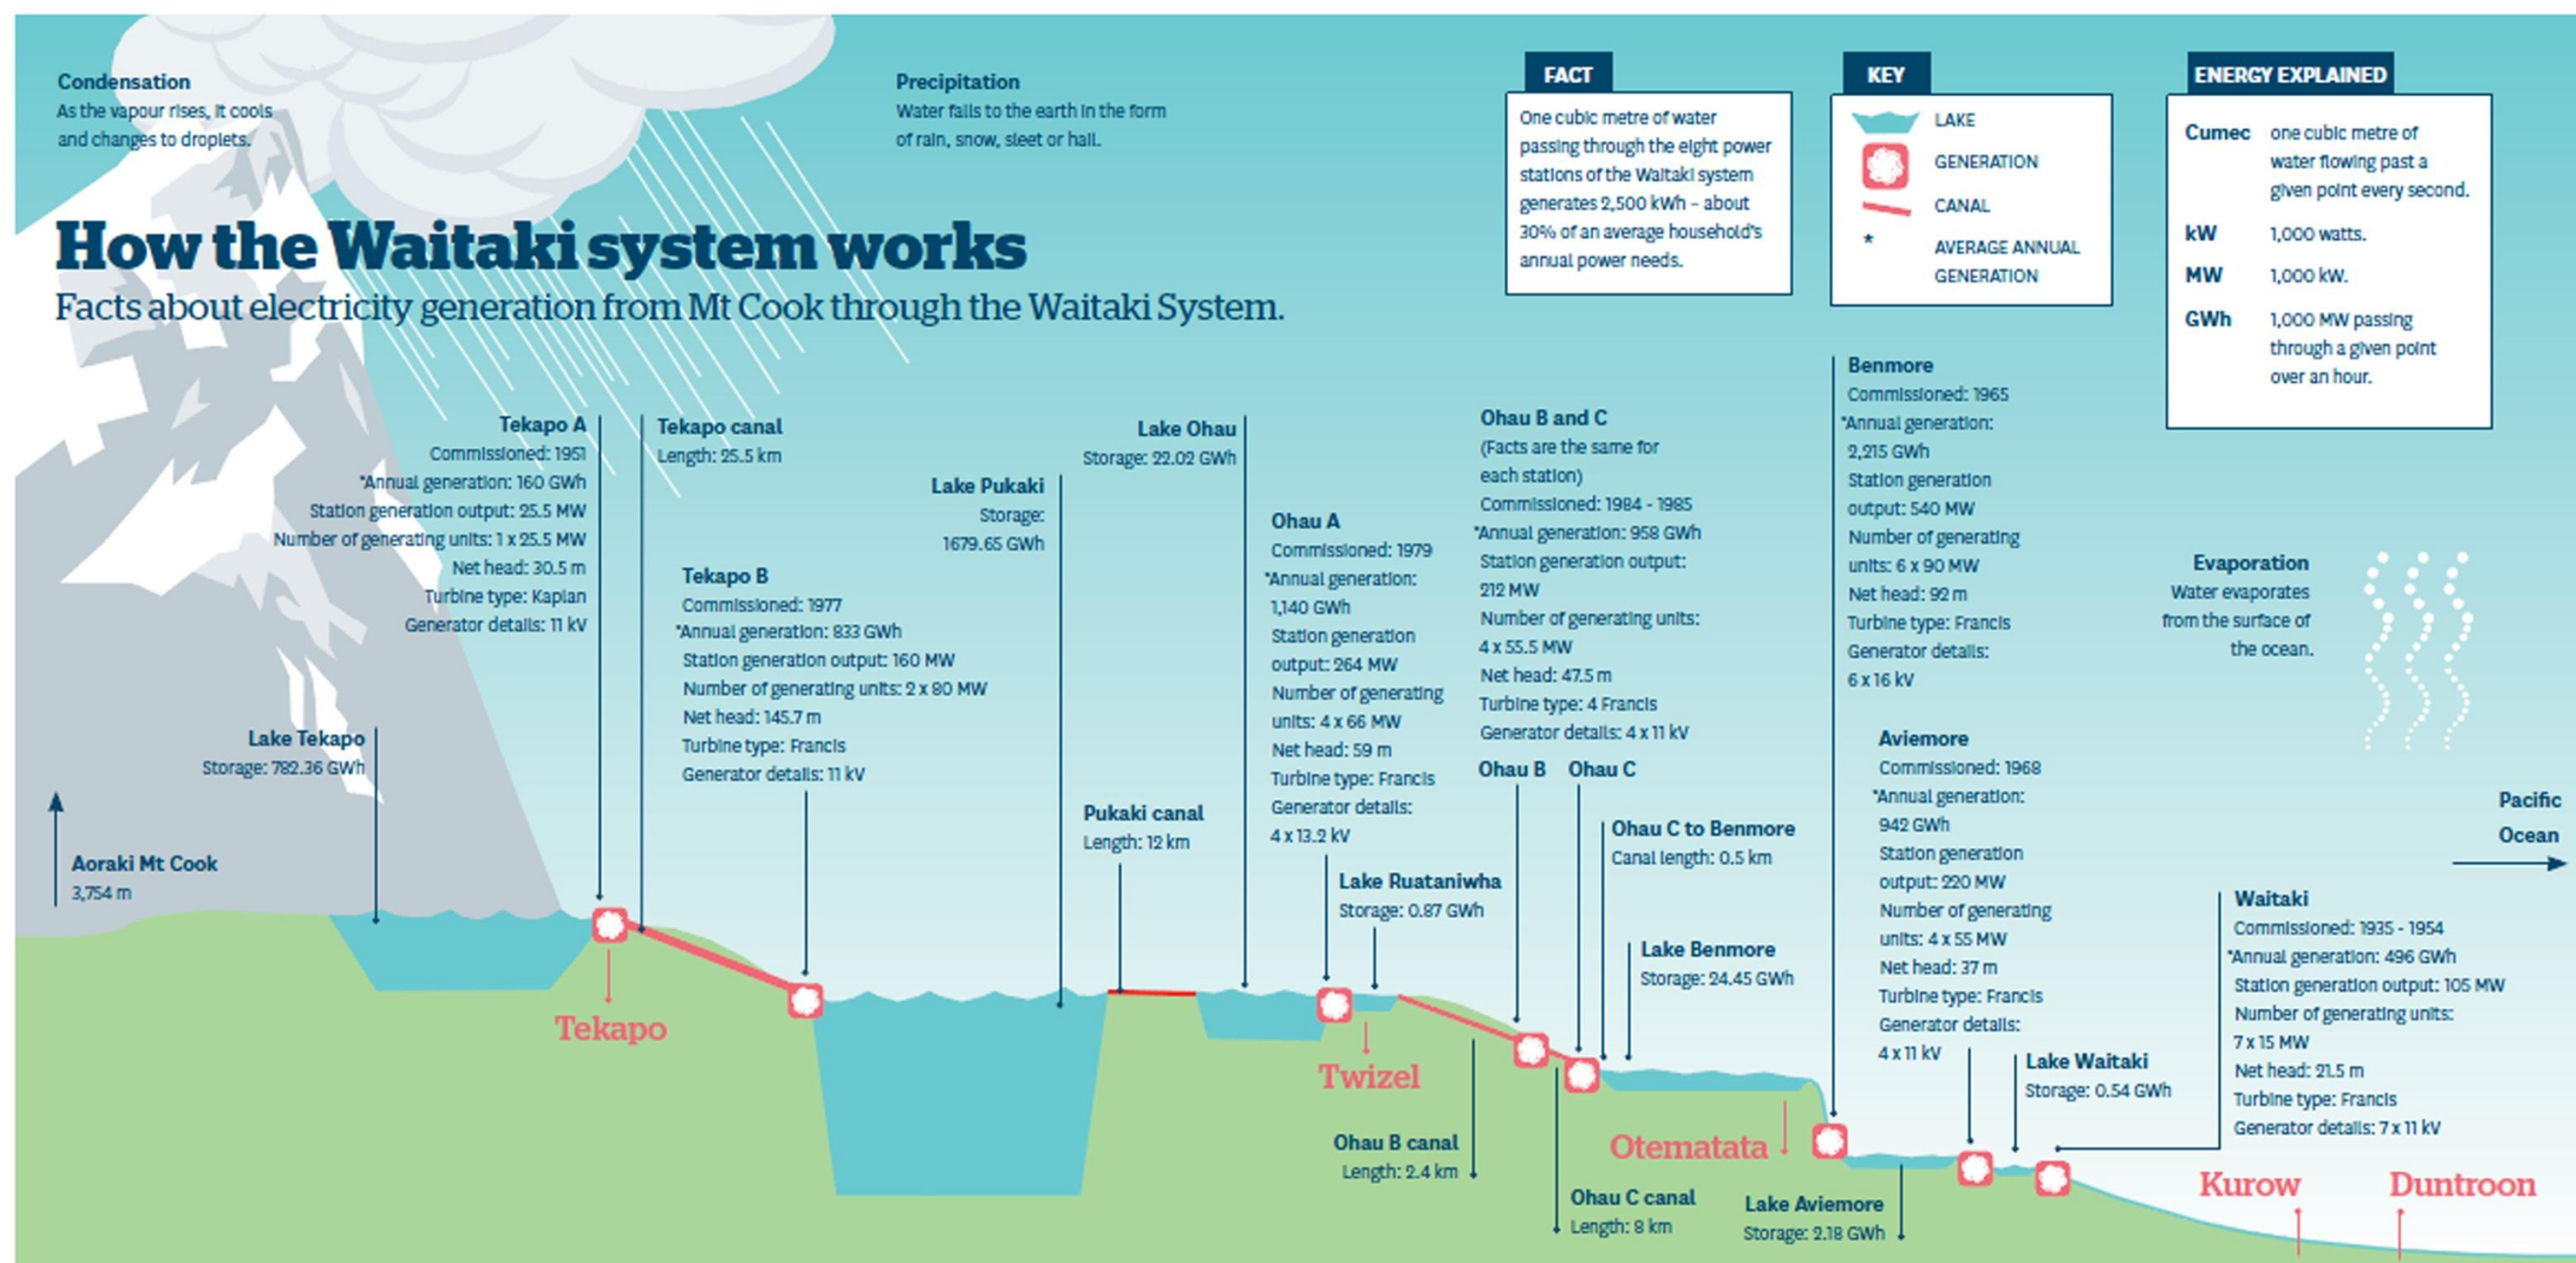 Condensation
As the vapour rises, it cools
and changes to droplets.
Precipitation
Water falls to the earth in the form
of rain, snow, sleet or hail.
How the Waitaki system works
Facts about electricity generation from Mt Cook through the Waitaki System.
FACT
One cubic metre of water
passing through the eight power
stations of the Waitaki system
generates 2,500 kWh – about
30% of an average household's
annual power needs.
KEY
LAKE
GENERATION
CANAL
* AVERAGE ANNUAL
GENERATION
ENERGY EXPLAINED
Cumec one cubic metre of
water flowing past a
given point every second.
kW 1,000 watts.
MW 1,000 kW.
GWh 1,000 MW passing
through a given point
over an hour.
Aoraki Mt Cook
3,754 m
Lake Tekapo
Storage: 782.36 GWh
Tekapo A
Commissioned: 1951
*Annual generation: 160 GWh
Station generation output: 25.5 MW
Number of generating units: 1 x 25.5 MW
Net head: 30.5 m
Turbine type: Kaplan
Generator details: 11 kV
Tekapo
Tekapo canal
Length: 25.5 km
Tekapo B
Commissioned: 1977
*Annual generation: 833 GWh
Station generation output: 160 MW
Number of generating units: 2 x 80 MW
Net head: 145.7 m
Turbine type: Francis
Generator details: 11 kV
Lake Pukaki
Storage:
1679.65 GWh
Pukaki canal
Length: 12 km
Lake Ohau
Storage: 22.02 GWh
Ohau A
Commissioned: 1979
*Annual generation:
1,140 GWh
Station generation
output: 264 MW
Number of generating
units: 4 x 66 MW
Net head: 59 m
Turbine type: Francis
Generator details:
4 x 13.2 kV
Lake Ruataniwha
Storage: 0.87 GWh
Twizel
Ohau B and C
(Facts are the same for
each station)
Commissioned: 1984 - 1985
*Annual generation: 958 GWh
Station generation output:
212 MW
Number of generating units:
4 x 55.5 MW
Net head: 47.5 m
Turbine type: 4 Francis
Generator details: 4 x 11 kV
Ohau B
Ohau C
Ohau B canal
Length: 2.4 km
Ohau C canal
Length: 8 km
Ohau C to Benmore
Canal length: 0.5 km
Lake Benmore
Storage: 24.45 GWh
Otematata
Benmore
Commissioned: 1965
*Annual generation:
2,215 GWh
Station generation
output: 540 MW
Number of generating
units: 6 x 90 MW
Net head: 92 m
Turbine type: Francis
Generator details:
6 x 16 kV
Lake Aviemore
Storage: 2.18 GWh
Aviemore
Commissioned: 1968
*Annual generation:
942 GWh
Station generation
output: 220 MW
Number of generating
units: 4 x 55 MW
Net head: 37 m
Turbine type: Francis
Generator details:
4 x 11 kV
Lake Waitaki
Storage: 0.54 GWh
Waitaki
Commissioned: 1935 - 1954
*Annual generation: 496 GWh
Station generation output: 105 MW
Number of generating units:
7 x 15 MW
Net head: 21.5 m
Turbine type: Francis
Generator details: 7 x 11 kV
Evaporation
Water evaporates
from the surface of
the ocean.
Pacific
Ocean
Kurow
Duntroon